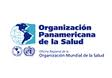 Organización
Panamericana
de la Salud
Oficina Regional de la
Organización Mundial de la Salud